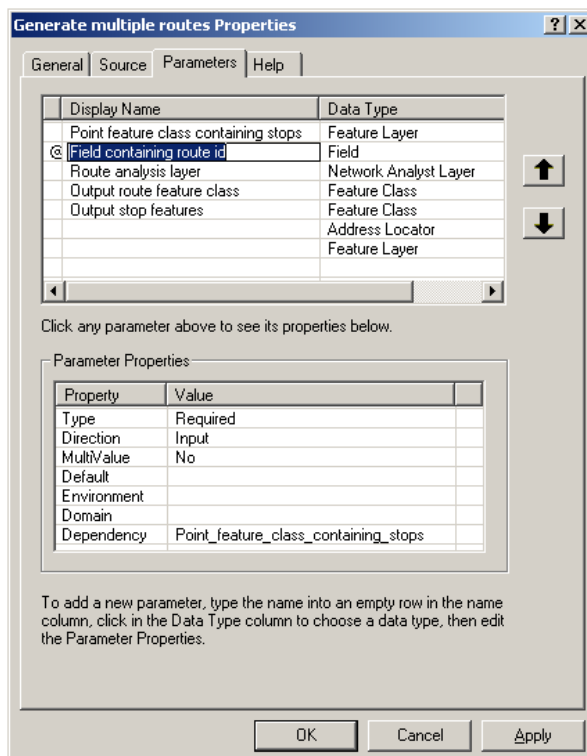 Generate multiple routes Properties
General Source Parameters Help
Display Name Data Type
Point feature class containing stops Feature Layer
Field containing route id Field
Route analysis layer Network Analyst Layer
Output route feature class Feature Class
Output stop features Feature Class
Address Locator
Feature Layer
Click any parameter above to see its properties below.
Parameter Properties
Property Value
Type Required
Direction Input
MultiValue No
Default
Environment
Domain
Dependency Point_feature_class_containing_stops
To add a new parameter, type the name into an empty row in the name
column, click in the Data Type column to choose a data type, then edit
the Parameter Properties.
OK Cancel Apply